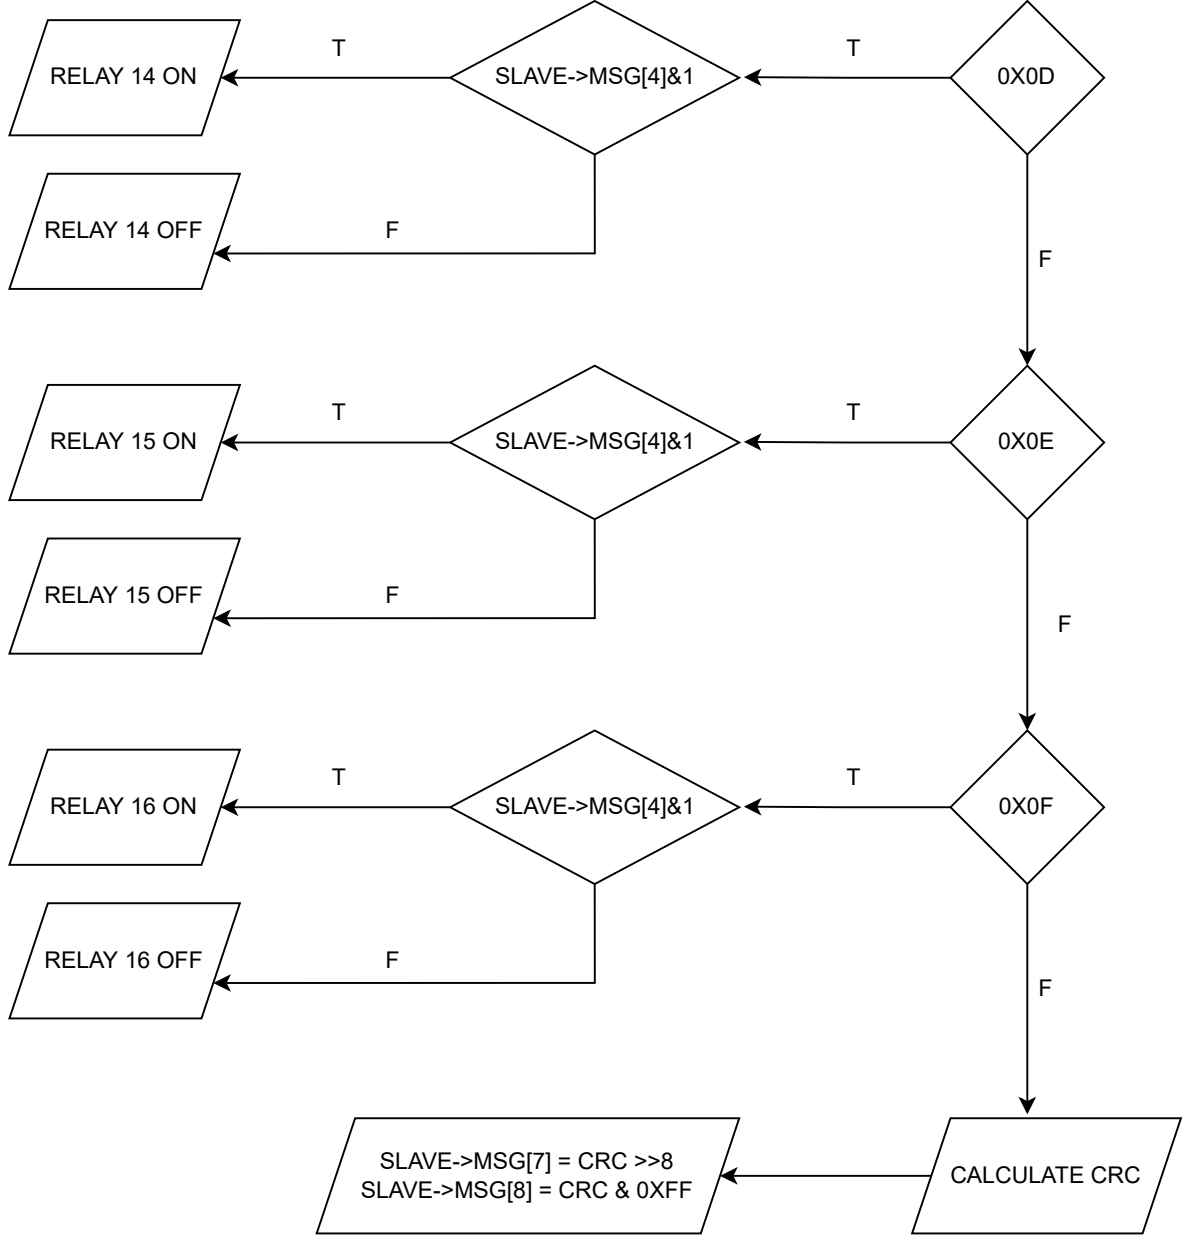 RELAY 14 ON
T
SLAVE->MSG[4]&1
T
0X0D
RELAY 14 OFF
F
F
RELAY 15 ON
T
SLAVE->MSG[4]&1
T
0X0E
RELAY 15 OFF
F
F
RELAY 16 ON
T
SLAVE->MSG[4]&1
T
0X0F
RELAY 16 OFF
F
F
SLAVE->MSG[7] = CRC >>8
SLAVE->MSG[8] = CRC & 0XFF
CALCULATE CRC